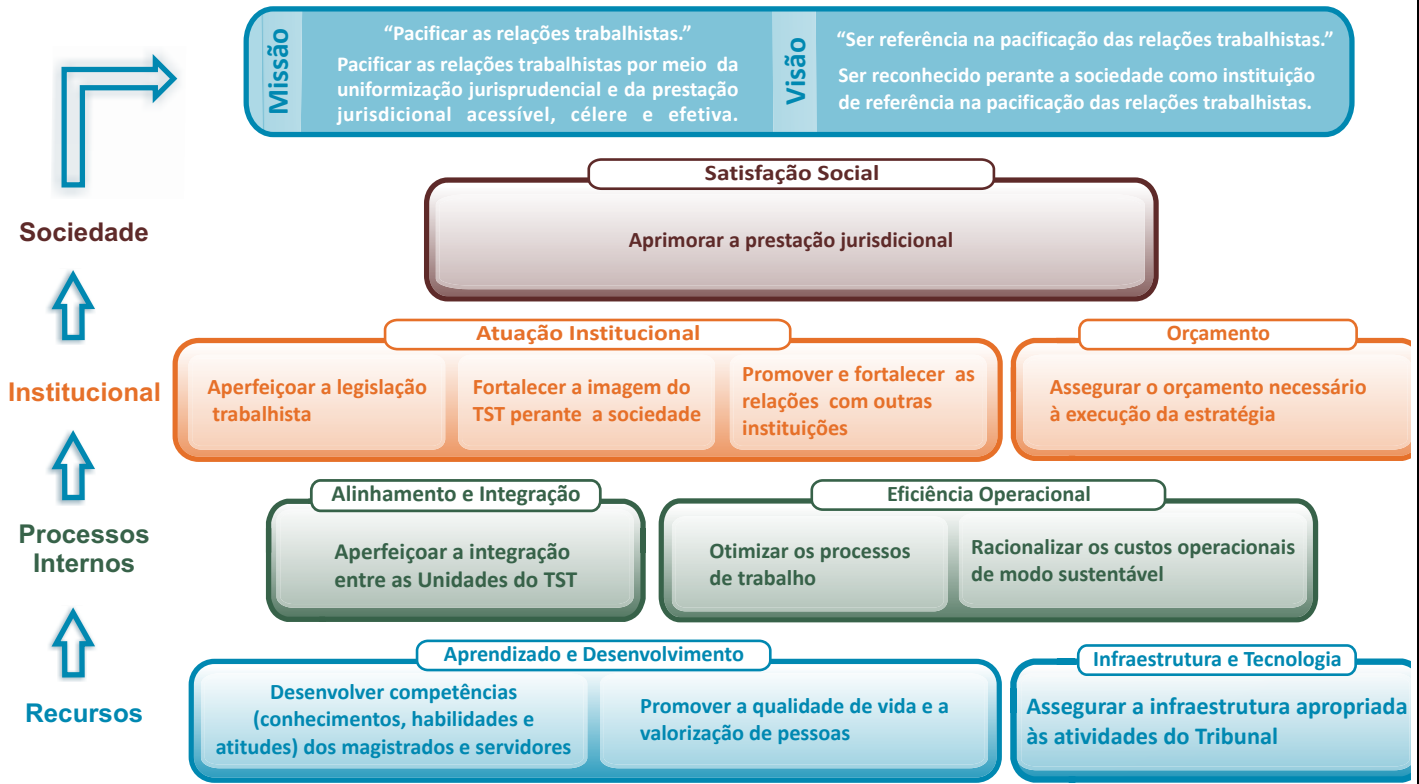 Missão
“Pacificar as relações trabalhistas.”
Pacificar as relações trabalhistas por meio da
uniformização jurisprudencial e da prestação
jurisdicional acessível, célere e efetiva.
Visão
“Ser referência na pacificação das relações trabalhistas.”
Ser reconhecido perante a sociedade como instituição
de referência na pacificação das relações trabalhistas.
Sociedade
Satisfação Social
Aprimorar a prestação jurisdicional
Institucional
Atuação Institucional
Aperfeiçoar a legislação
trabalhista
Fortalecer a imagem do
TST perante a sociedade
Promover e fortalecer as
relações com outras
instituições
Orçamento
Assegurar o orçamento necessário
à execução da estratégia
Processos
Internos
Alinhamento e Integração
Aperfeiçoar a integração
entre as Unidades do TST
Eficiência Operacional
Otimizar os processos
de trabalho
Racionalizar os custos operacionais
de modo sustentável
Recursos
Aprendizado e Desenvolvimento
Desenvolver competências
(conhecimentos, habilidades e
atitudes) dos magistrados e servidores
Promover a qualidade de vida e a
valorização de pessoas
Infraestrutura e Tecnologia
Assegurar a infraestrutura apropriada
às atividades do Tribunal